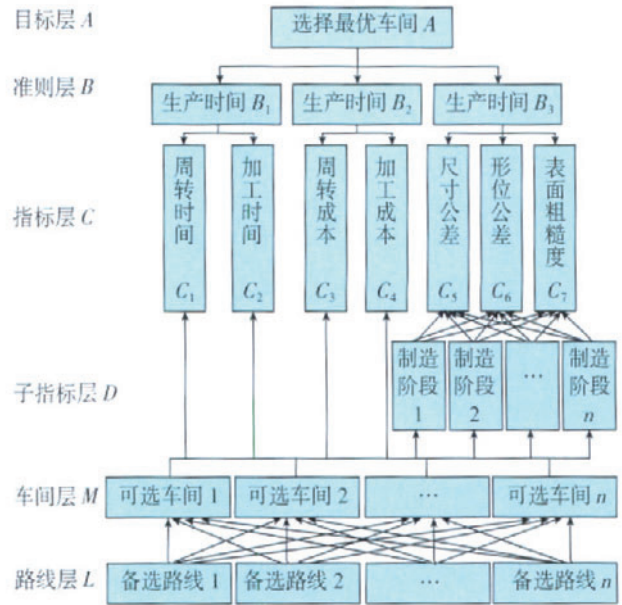 目标层 A
选择最优车间 A
准则层 B
生产时间 B₁
生产时间 B₂
生产时间 B₃
指标层 C
周转时间 C₁
加工时间 C₂
周转成本 C₃
加工成本 C₄
尺寸公差 C₅
形位公差 C₆
表面粗糙度 C₇
子指标层 D
制造
阶段
1
制造
阶段
2
…
制造
阶段
n
车间层 M
可选车间 1
可选车间 2
…
可选车间 n
路线层 L
备选路线 1
备选路线 2
…
备选路线 n